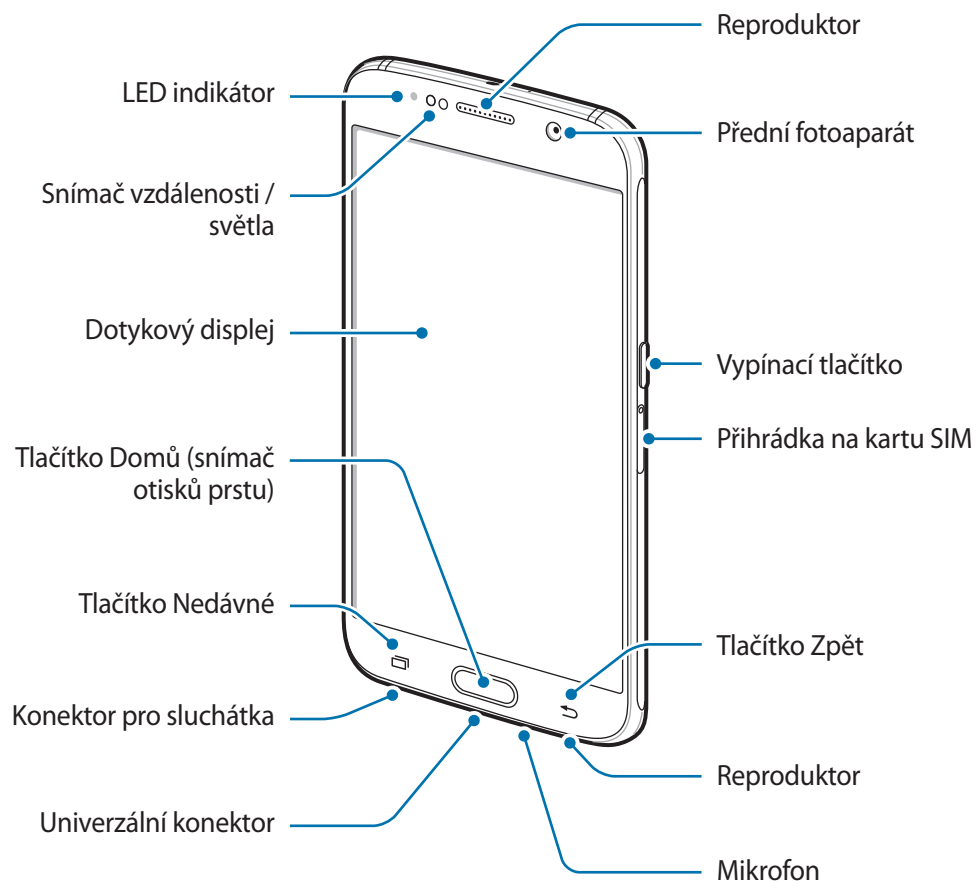 Reproduktor
LED indikátor
Přední fotoaparát
Snímač vzdálenosti /
světla
Dotykový displej
Vypínací tlačítko
Přihrádka na kartu SIM
Tlačítko Domů (snímač
otisků prstu)
Tlačítko Nedávné
Tlačítko Zpět
Konektor pro sluchátka
Reproduktor
Univerzální konektor
Mikrofon